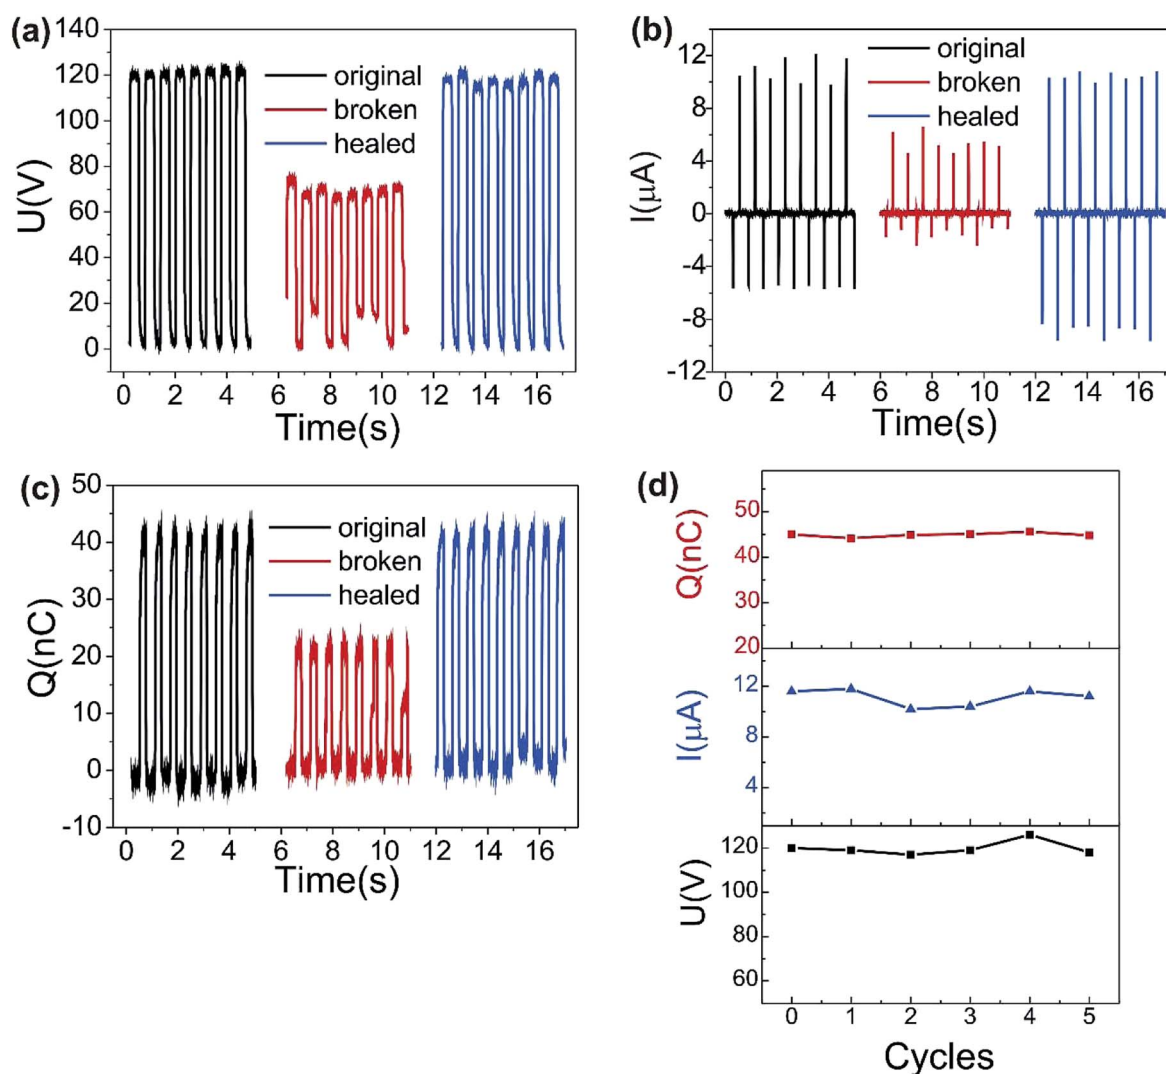 (a)
U(V)
140
120
100
80
60
40
20
0
original
broken
healed
0 2 4 6 8 10 12 14 16
Time(s)
(b)
I(μA)
12
8
4
0
-4
-8
-12
original
broken
healed
0 2 4 6 8 10 12 14 16
Time(s)
(c)
Q(nC)
50
40
30
20
10
0
-10
original
broken
healed
0 2 4 6 8 10 12 14 16
Time(s)
(d)
Q(nC)
50
40
30
20
I(μA)
12
8
4
U(V)
120
100
80
60
0 1 2 3 4 5
Cycles